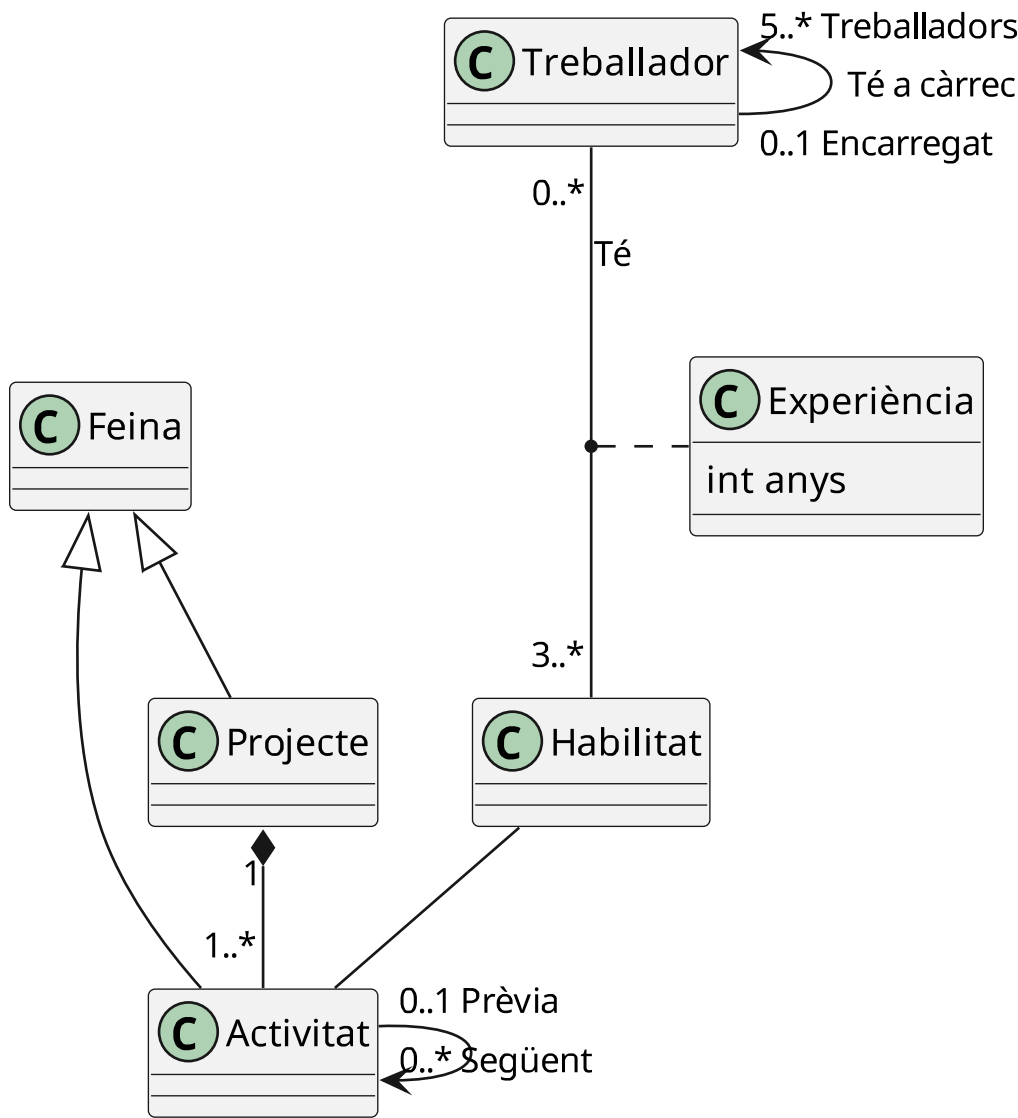 5..* Treballadors
C Treballador
Té a càrrec
0..1 Encarregat
0..*
Té
C Experiència
int anys
C Feina
3..*
C Projecte
C Habilitat
1
1..*
0..1 Prèvia
C Activitat
0..* Següent